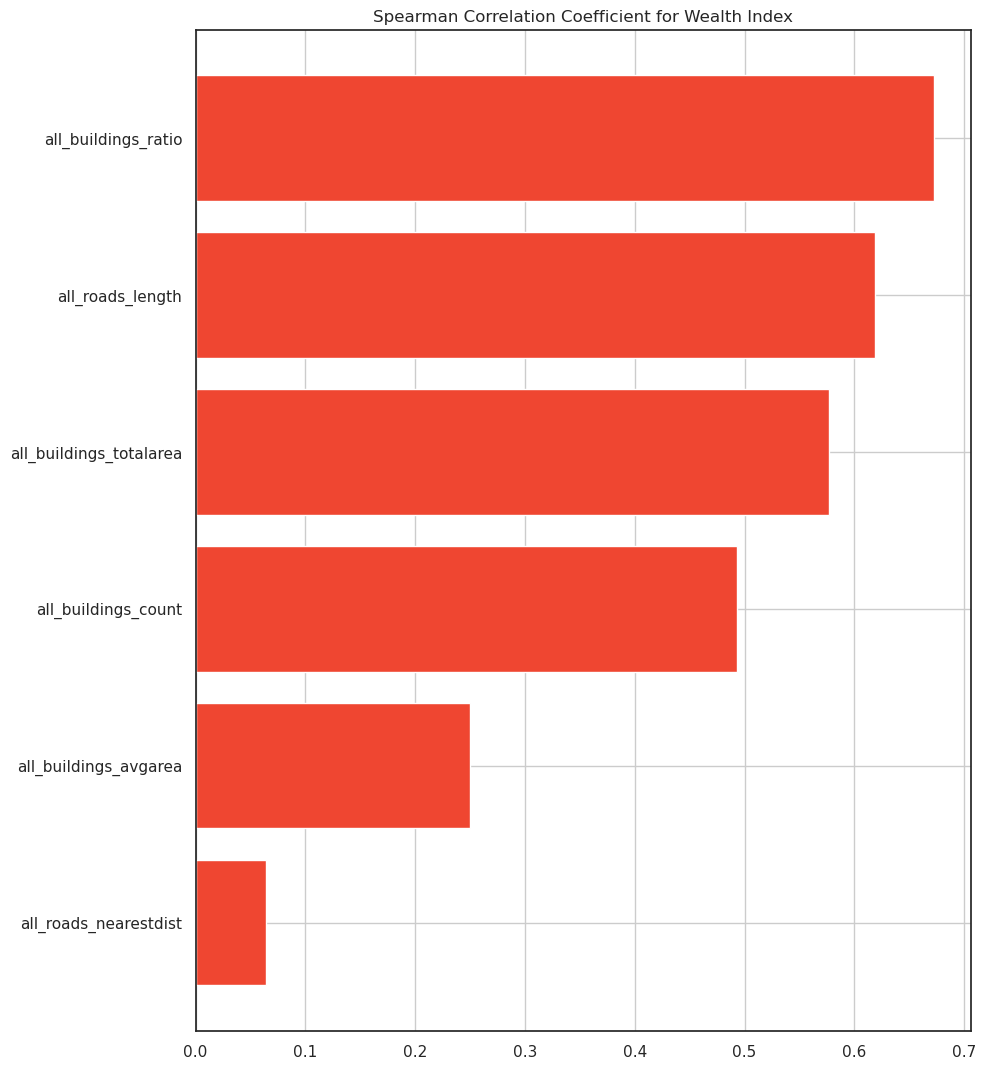 Spearman Correlation Coefficient for Wealth Index
all_buildings_ratio
all_roads_length
all_buildings_totalarea
all_buildings_count
all_buildings_avgarea
all_roads_nearestdist
0.0 0.1 0.2 0.3 0.4 0.5 0.6 0.7